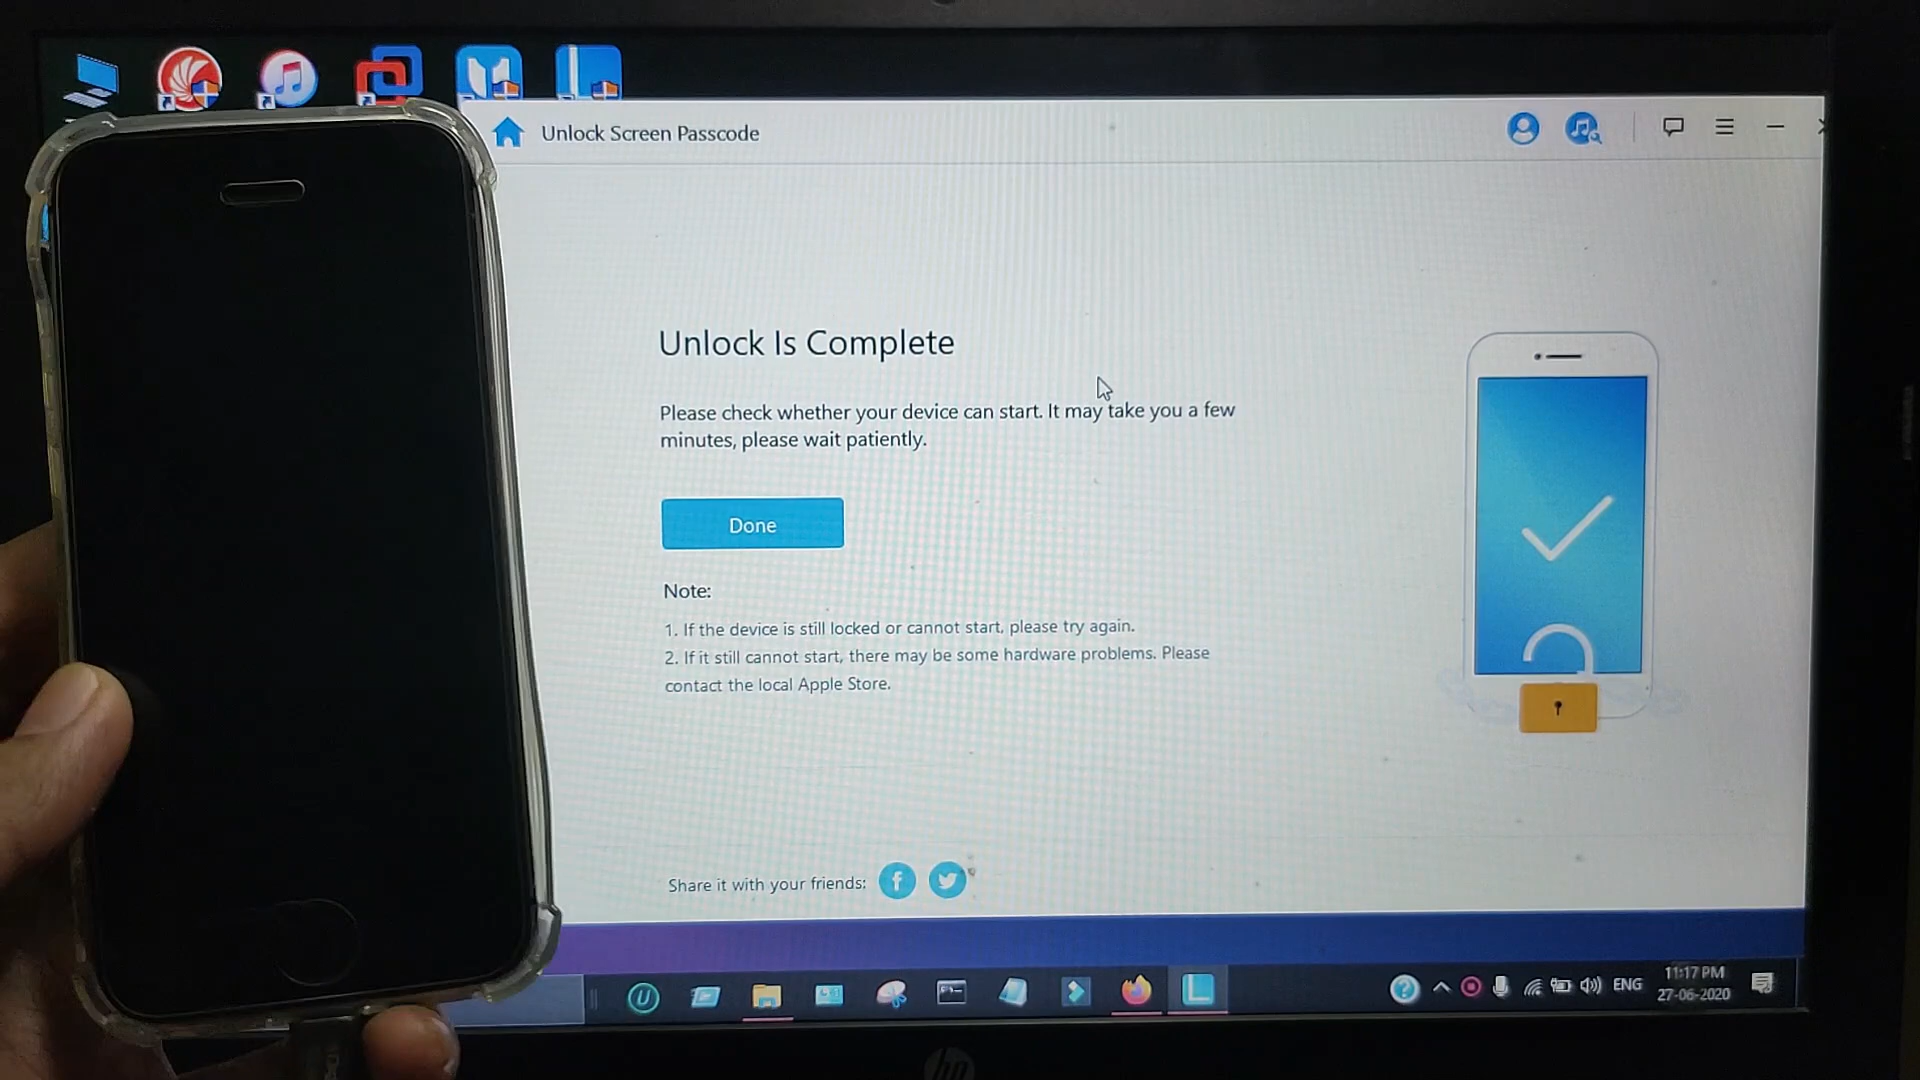 Unlock Screen Passcode
Unlock Is Complete
Please check whether your device can start. It may take you a few
minutes, please wait patiently.
Done
Note:
1. If the device is still locked or cannot start, please try again.
2. If it still cannot start, there may be some hardware problems. Please
contact the local Apple Store.
Share it with your friends:
ENG
11:17 PM
27-06-2020
hp